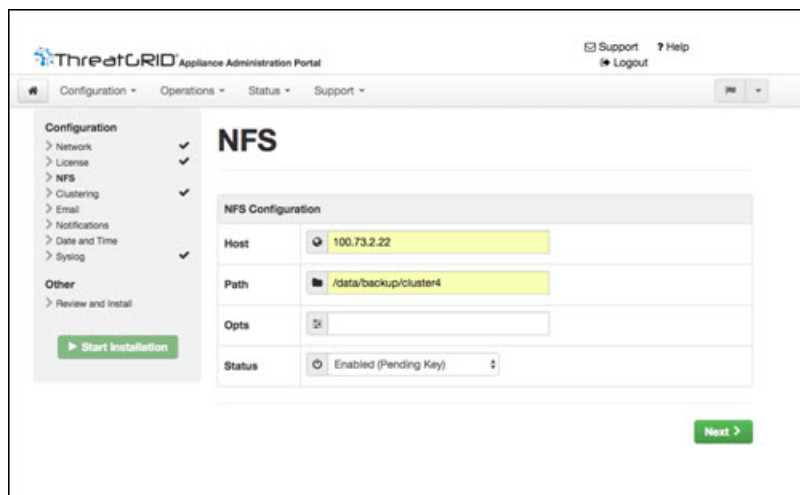 ThreatGRID Appliance Administration Portal
Support ? Help
Logout
Configuration Operations Status Support
Configuration
Network
License
NFS
Clustering
Email
Notifications
Date and Time
Syslog
Other
Review and Install
Start Installation
NFS
NFS Configuration
Host 100.73.2.22
Path /data/backup/cluster4
Opts
Status Enabled (Pending Key)
Next